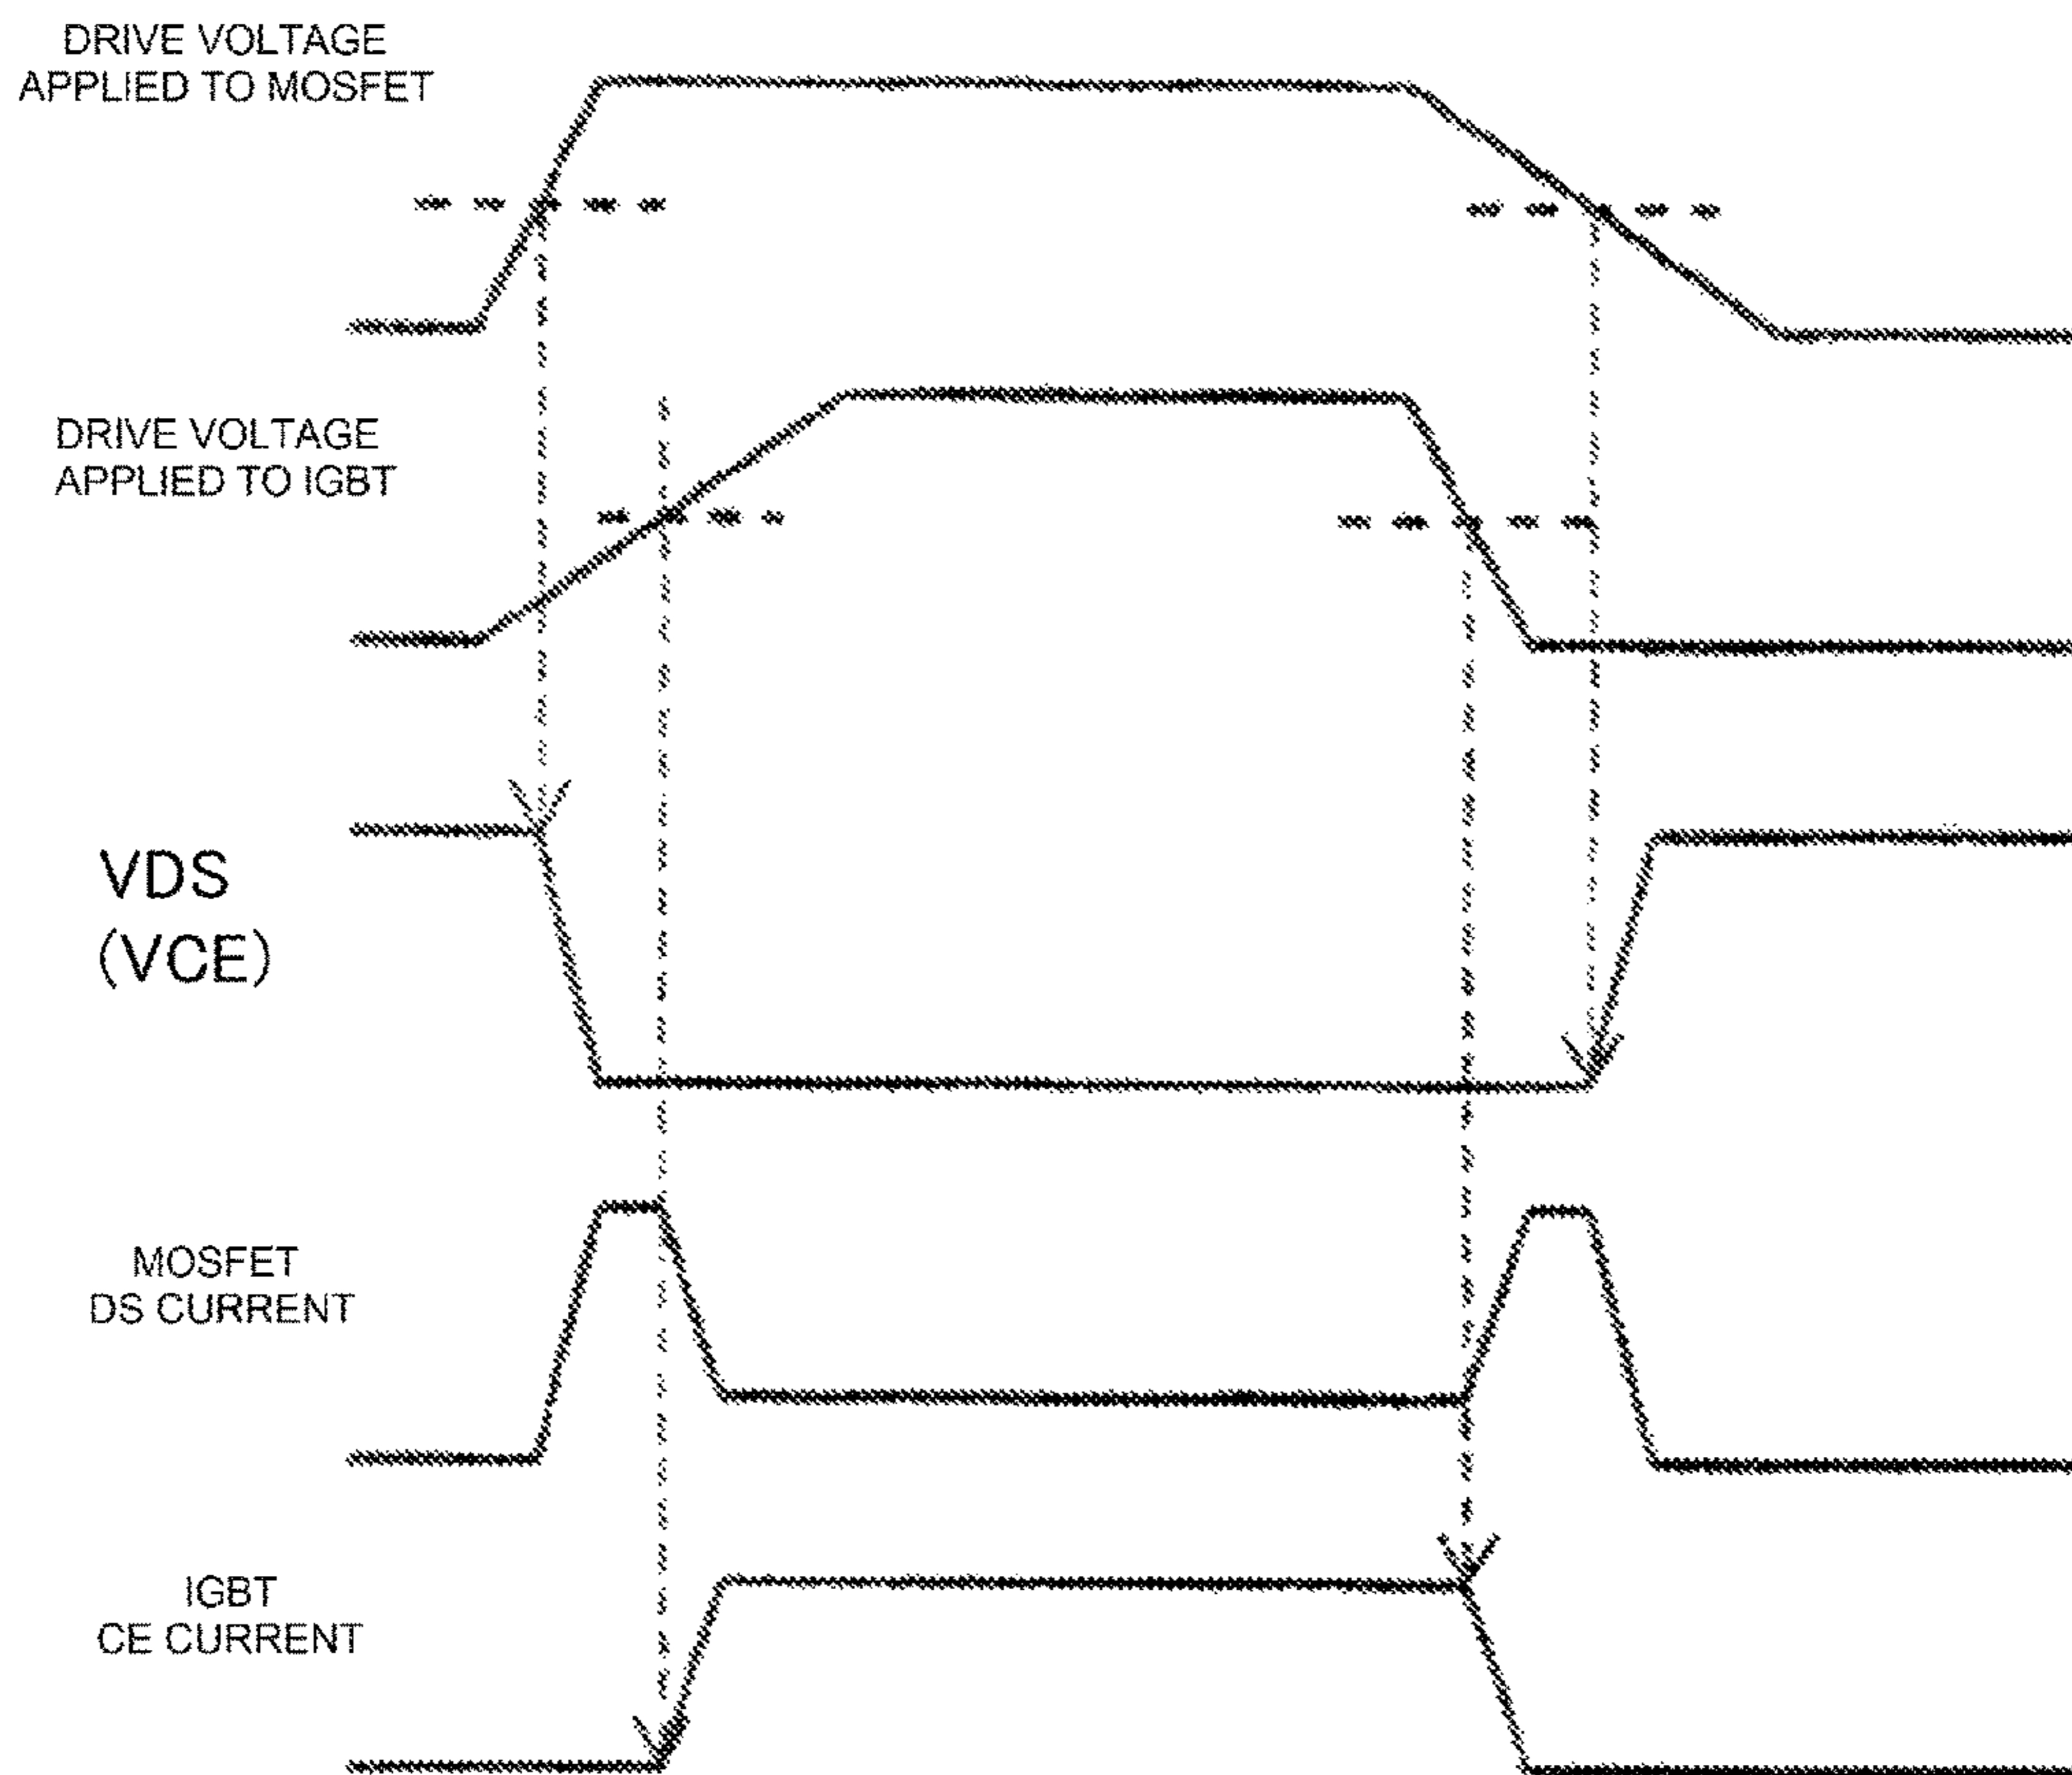 DRIVE VOLTAGE
APPLIED TO MOSFET
DRIVE VOLTAGE
APPLIED TO IGBT
VDS
(VCE)
MOSFET
DS CURRENT
IGBT
CE CURRENT